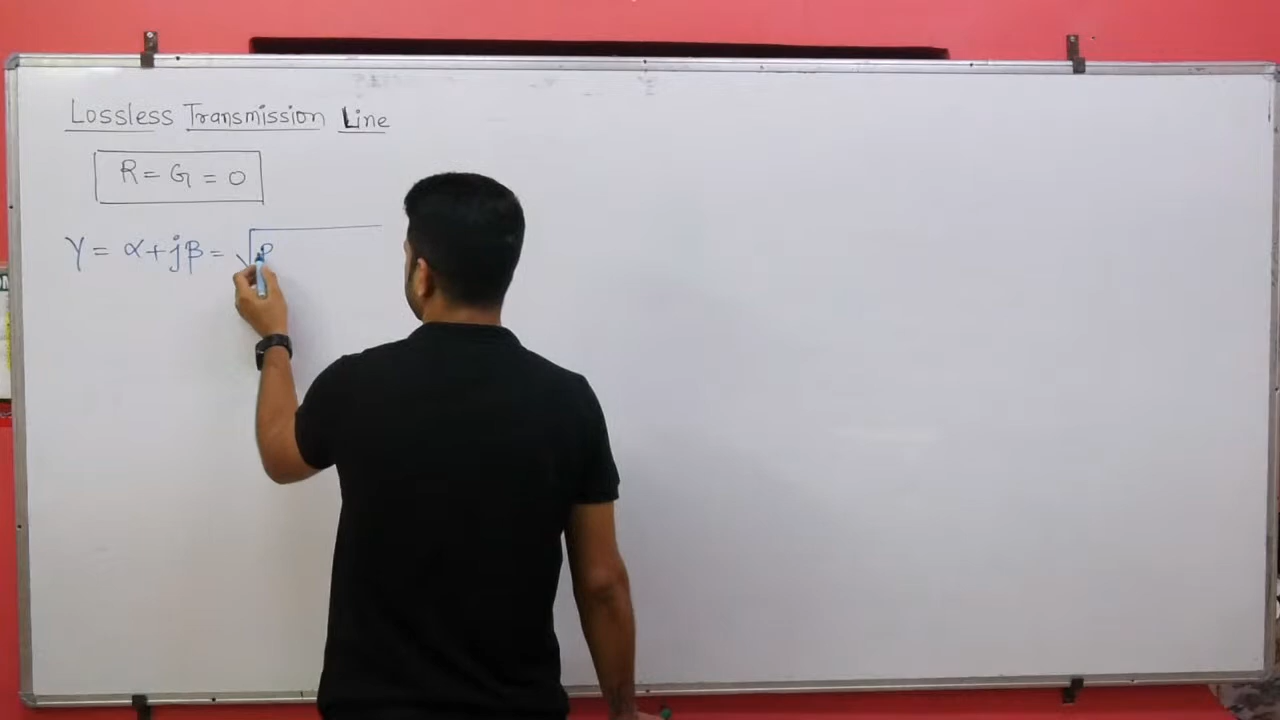 Lossless Transmission Line
R = G = 0
γ = α + jβ = √